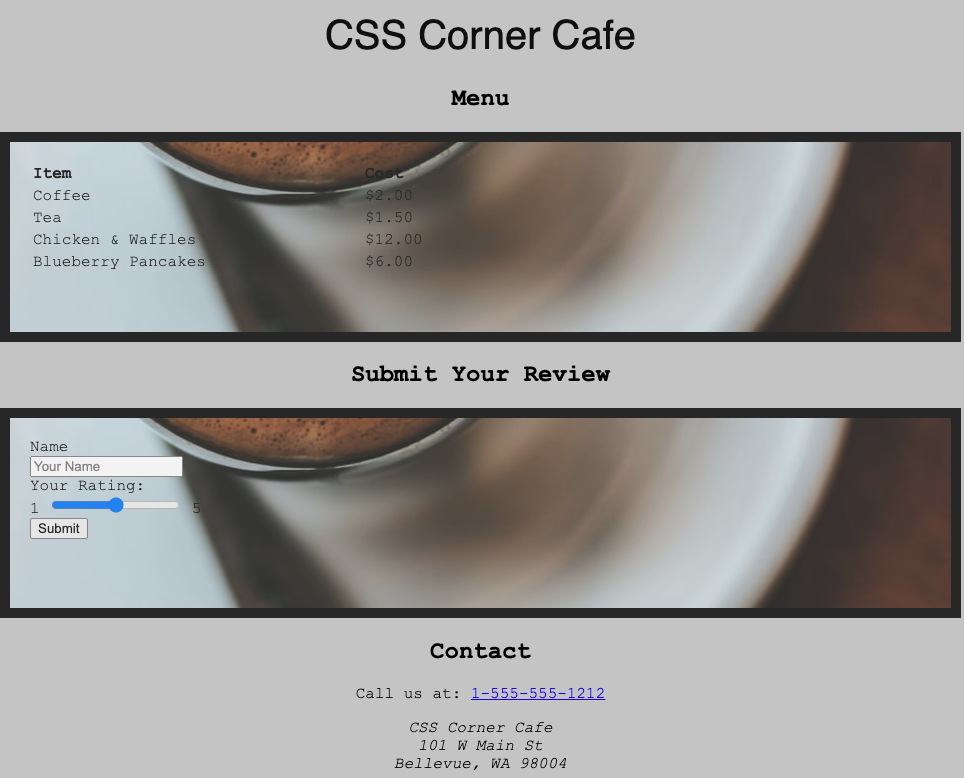 CSS Corner Cafe
Menu
Item Cost
Coffee $2.00
Tea $1.50
Chicken & Waffles $12.00
Blueberry Pancakes $6.00
Submit Your Review
Name
Your Name
Your Rating:
1 5
Submit
Contact
Call us at: 1-555-555-1212
CSS Corner Cafe
101 W Main St
Bellevue, WA 98004